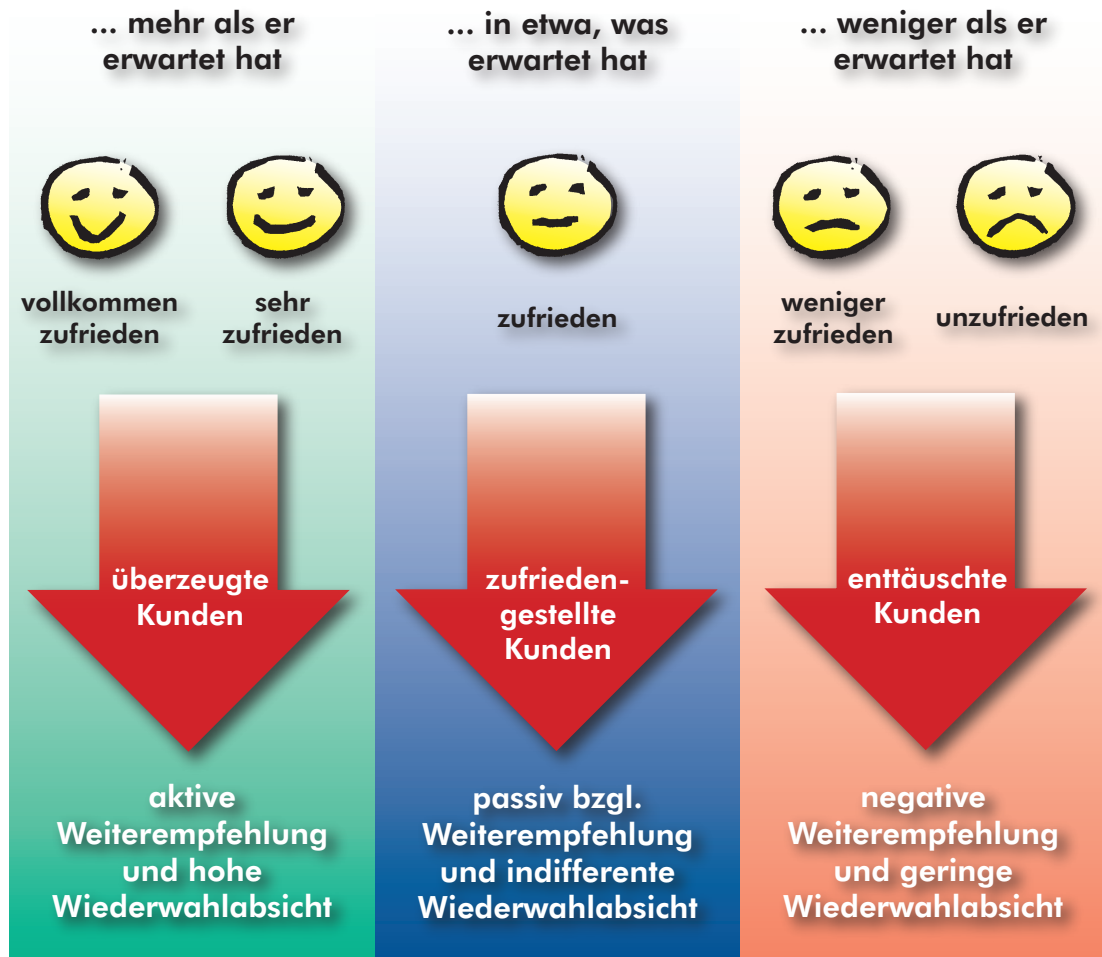 ... mehr als er
erwartet hat
vollkommen
zufrieden
sehr
zufrieden
überzeugte
Kunden
aktive
Weiterempfehlung
und hohe
Wiederwahlabsicht
... in etwa, was
erwartet hat
zufrieden
zufrieden-
gestellte
Kunden
passiv bzgl.
Weiterempfehlung
und indifferente
Wiederwahlabsicht
... weniger als er
erwartet hat
weniger
zufrieden
unzufrieden
enttäuschte
Kunden
negative
Weiterempfehlung
und geringe
Wiederwahlabsicht